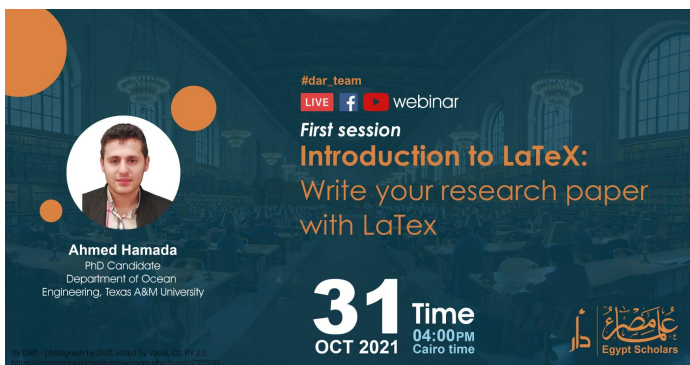 #dar_team
LIVE f webinar
First session
Introduction to LaTeX:
Write your research paper
with LaTex
Ahmed Hamada
PhD Candidate
Department of Ocean
Engineering, Texas A&M University
31
OCT 2021
Time
04:00PM
Cairo time
دار
علماء مصر
Egypt Scholars